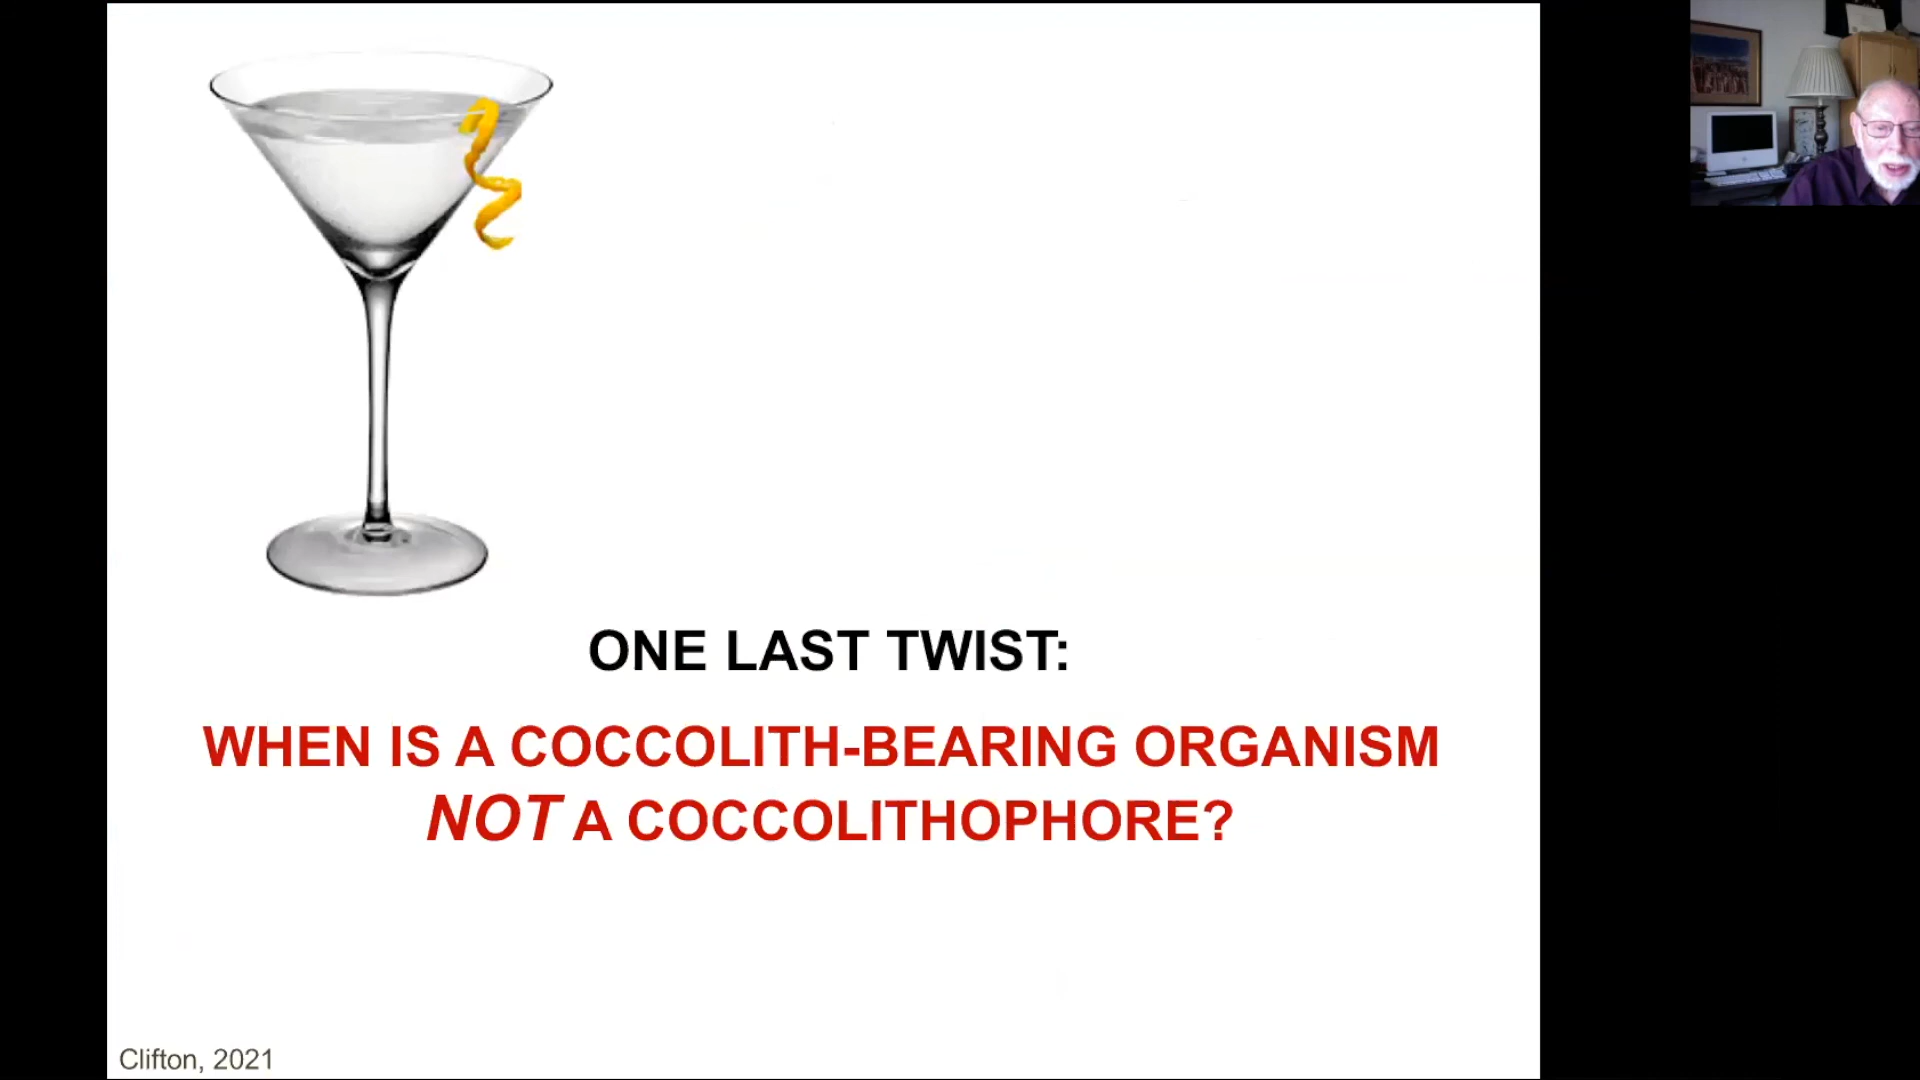 ONE LAST TWIST:
WHEN IS A COCCOLITH-BEARING ORGANISM
NOT A COCCOLITHOPHORE?
Clifton, 2021